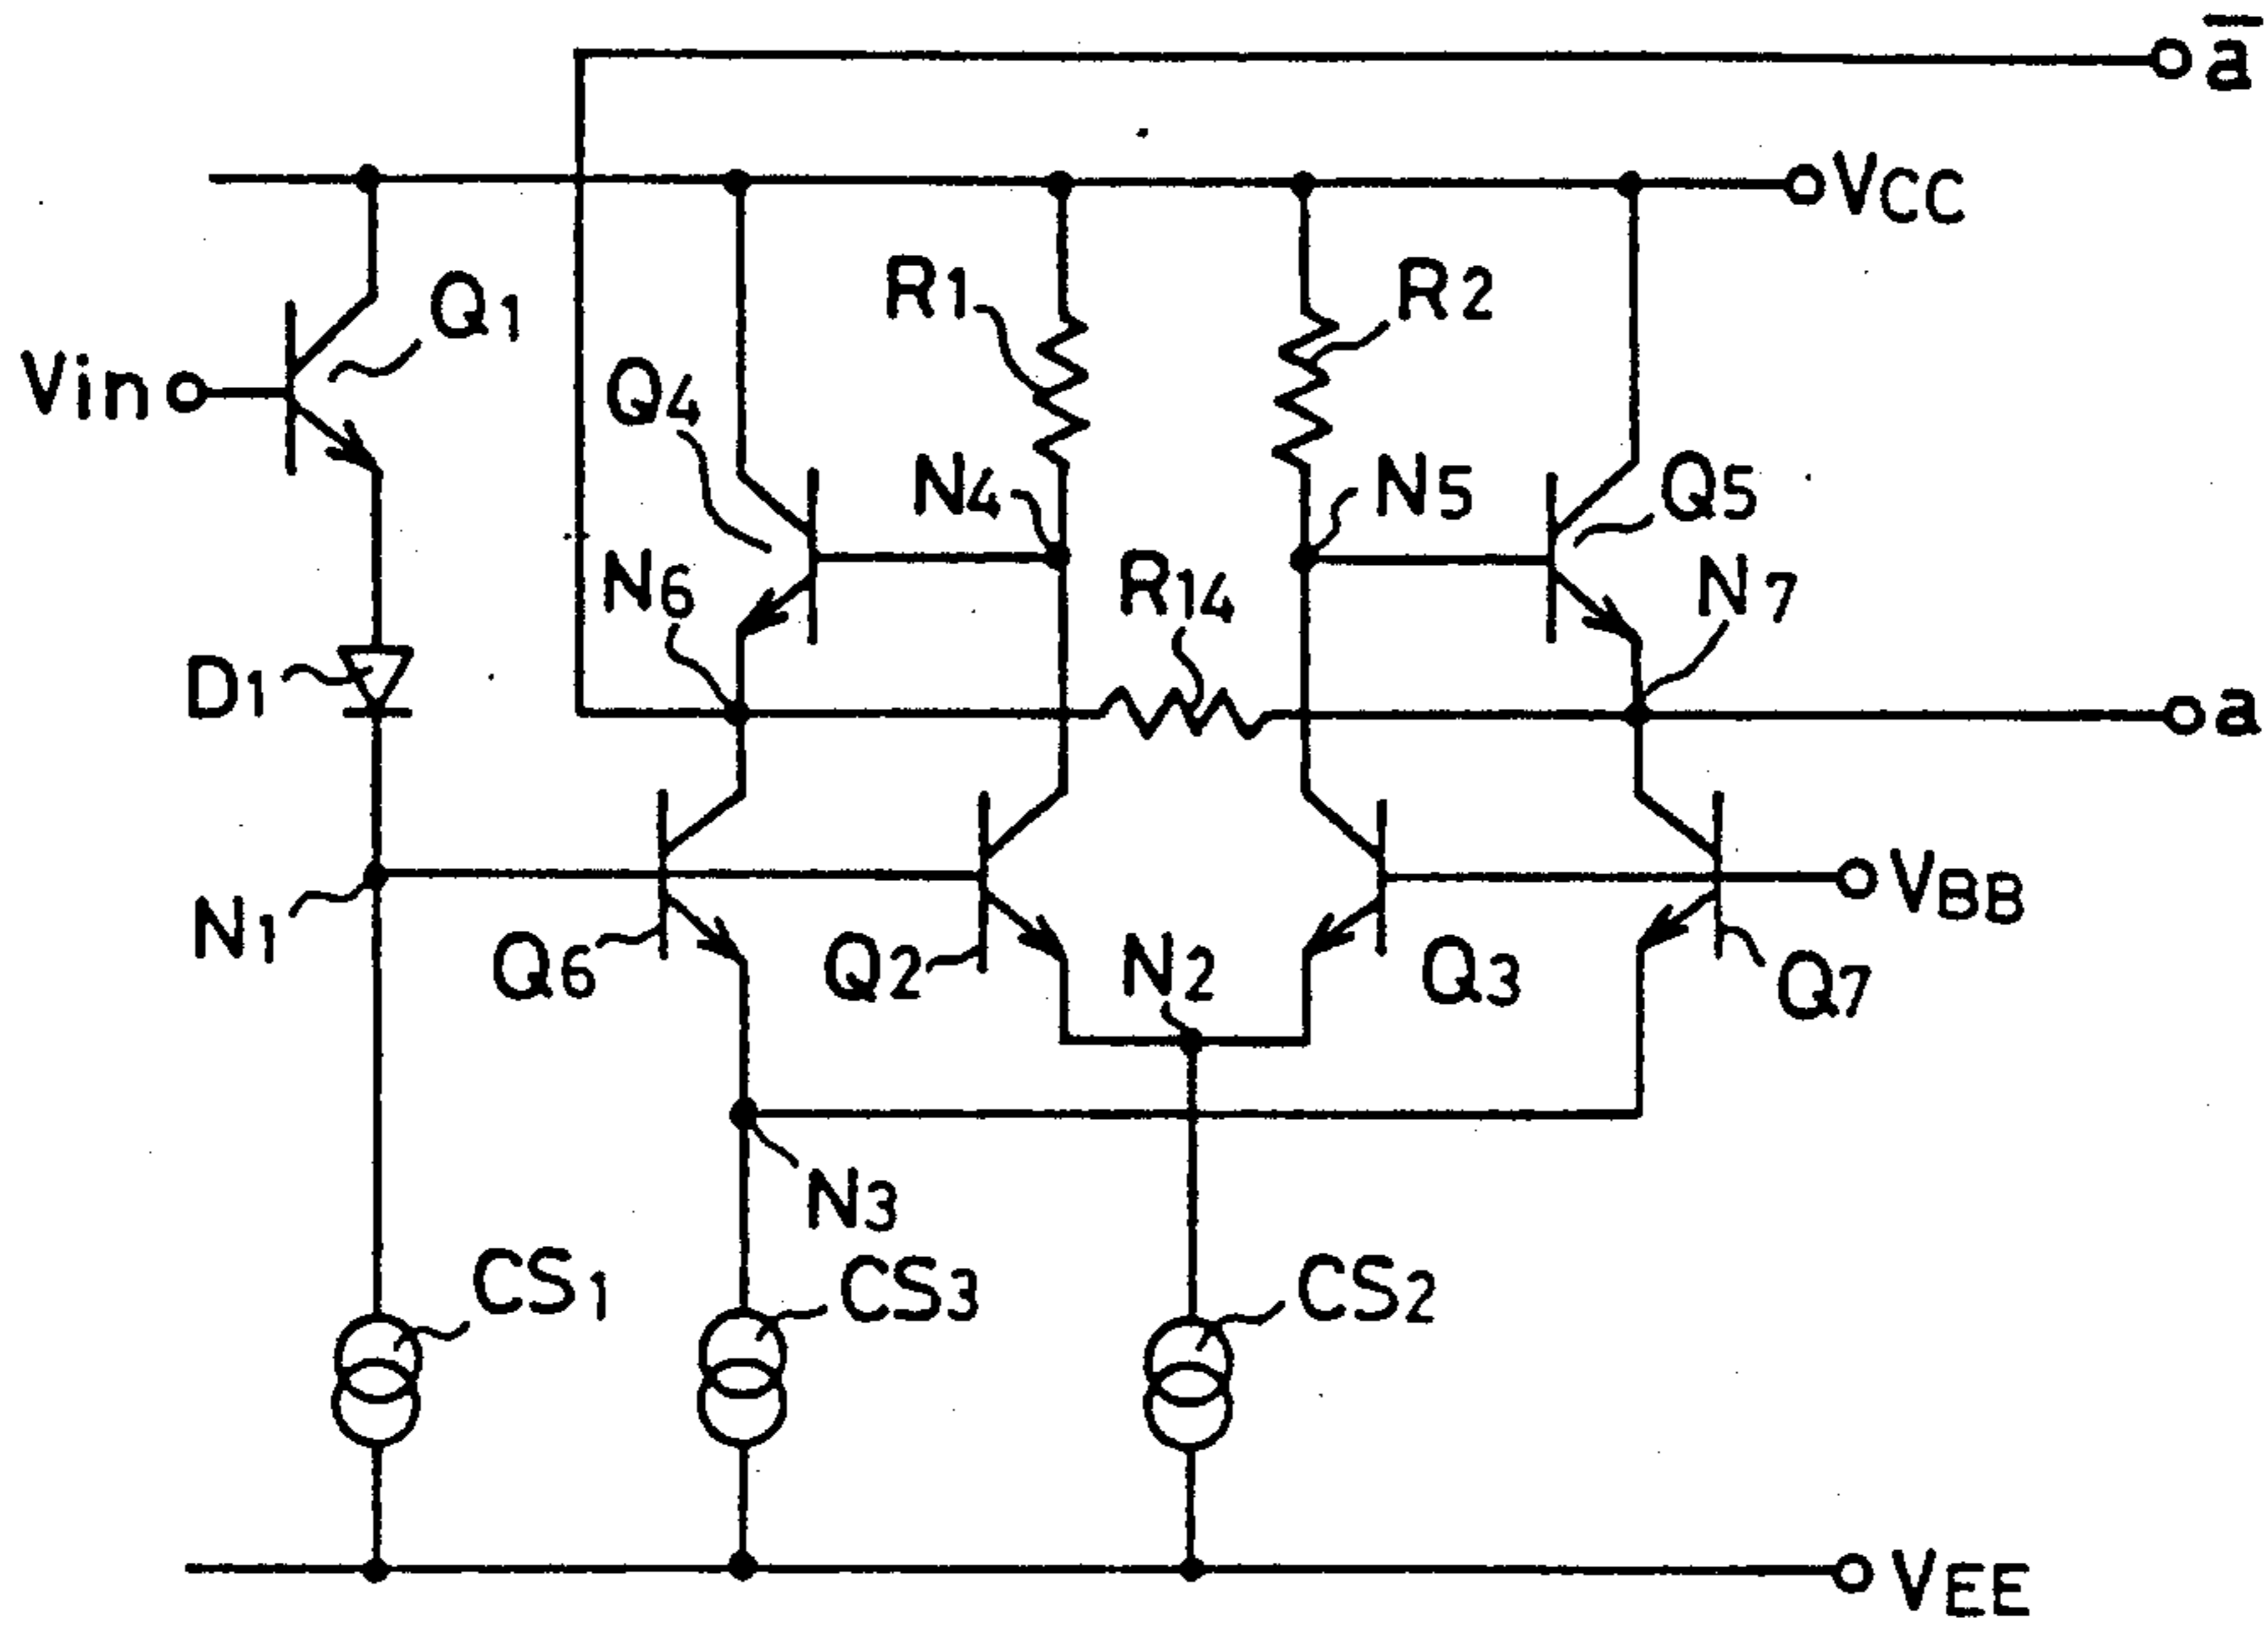 a̅
VCC
R1
R2
Q1
Vin
Q4
N4
N5
Q5
N6
R14
N7
D1
a
N1
Q6
Q2
N2
Q3
VBB
Q7
N3
CS1
CS3
CS2
VEE